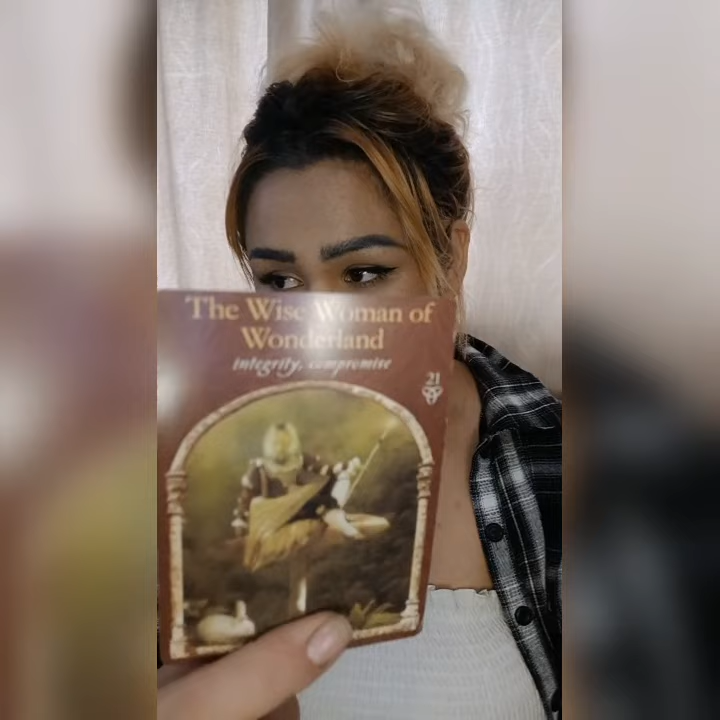 The Wise Woman of
Wonderland
integrity, compromise
21